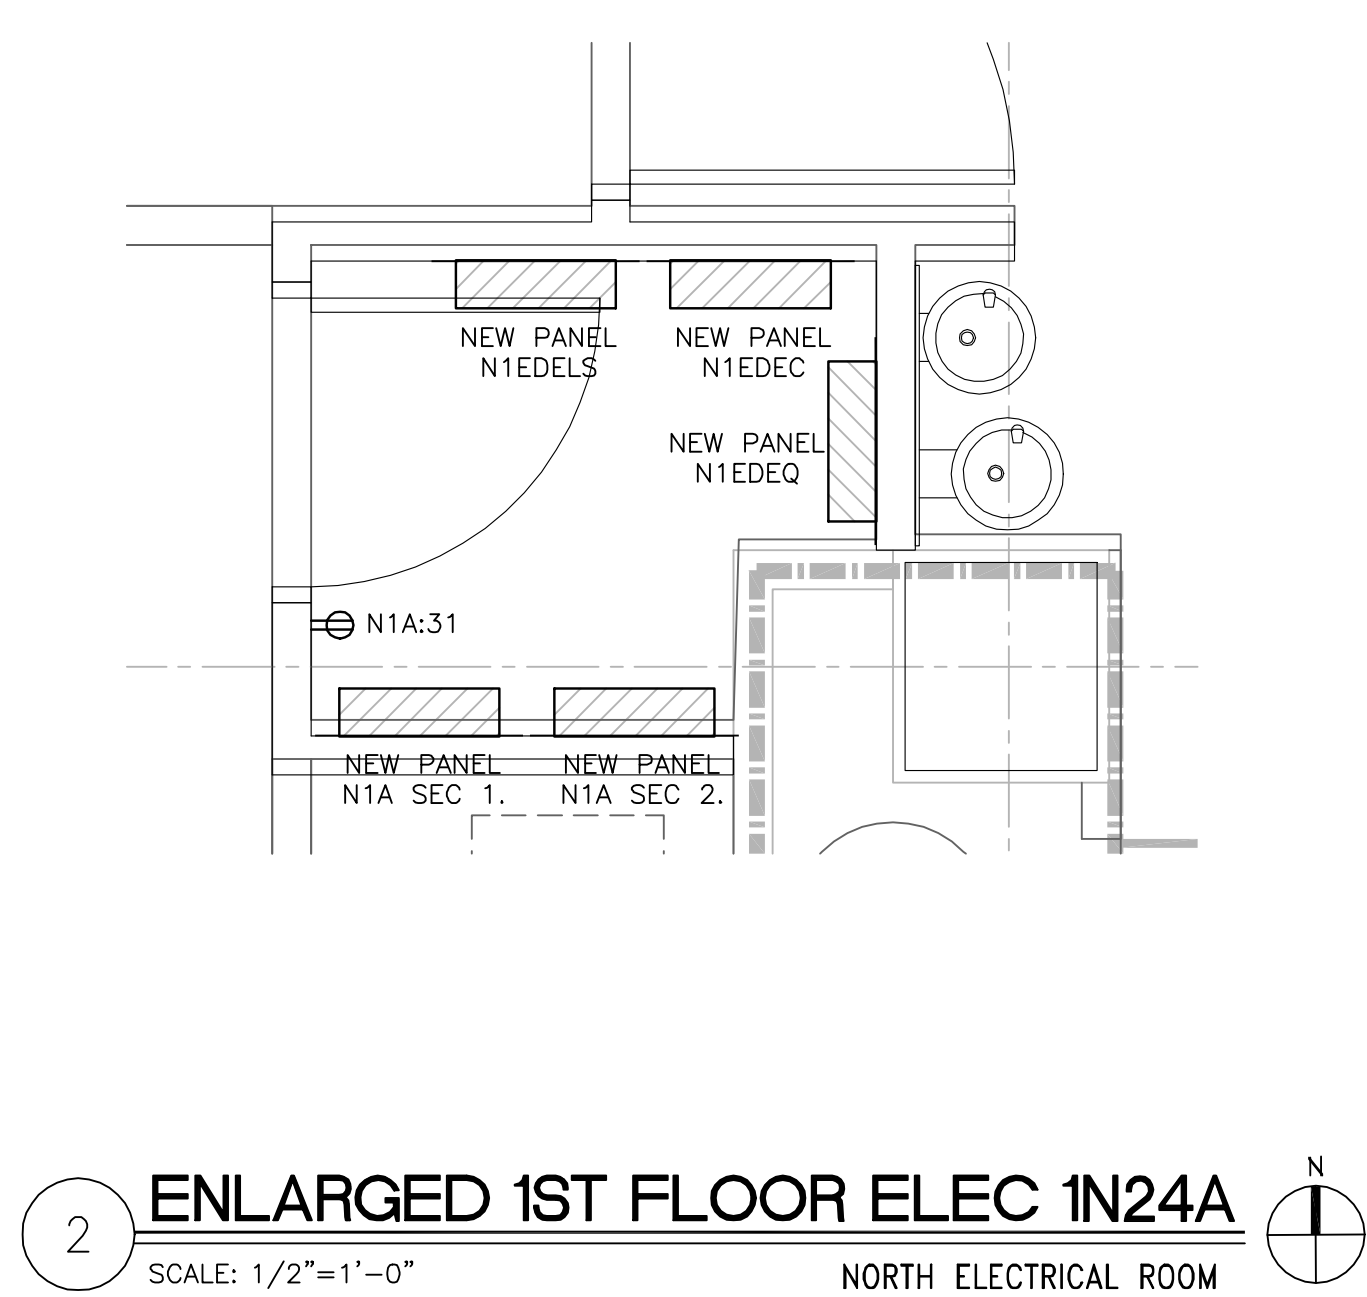 NEW PANEL
N1EDELS
NEW PANEL
N1EDEC
NEW PANEL
N1EDEQ
N1A:31
NEW PANEL
N1A SEC 1.
NEW PANEL
N1A SEC 2.
2
ENLARGED 1ST FLOOR ELEC 1N24A
SCALE: 1/2"=1'-0"
NORTH ELECTRICAL ROOM
N